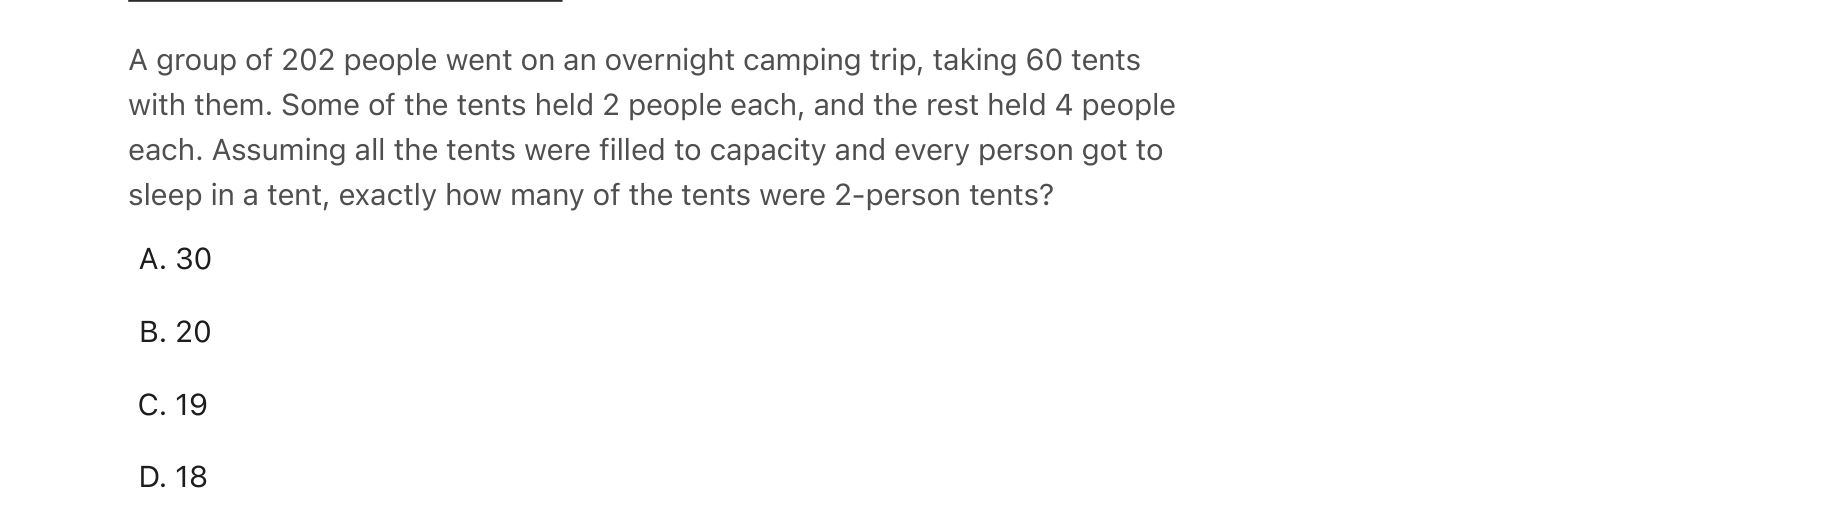 A group of 202 people went on an overnight camping trip, taking 60 tents
with them. Some of the tents held 2 people each, and the rest held 4 people
each. Assuming all the tents were filled to capacity and every person got to
sleep in a tent, exactly how many of the tents were 2-person tents?
A. 30
B. 20
C. 19
D. 18